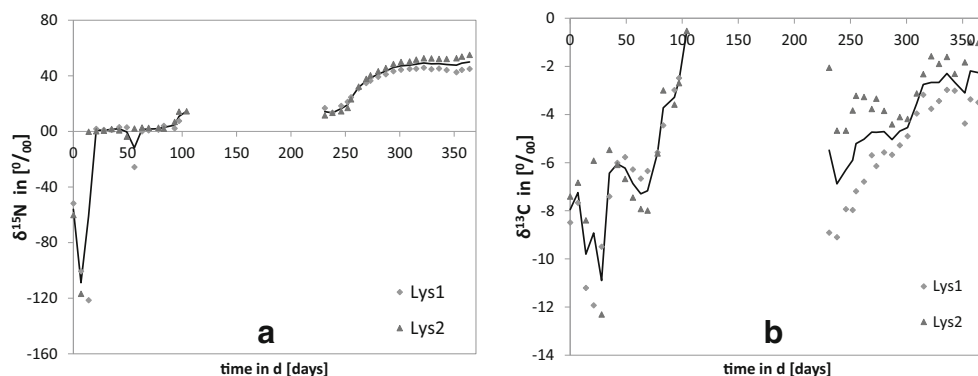 80
40
00
-40
-80
-120
-160
0 50 100 150 200 250 300 350
δ¹⁵N in [⁰/₀₀]
Lys1
Lys2
a
time in d [days]
0
-2
-4
-6
-8
-10
-12
-14
0 50 100 150 200 250 300 350
δ¹³C in [⁰/₀₀]
Lys1
Lys2
b
time in d [days]